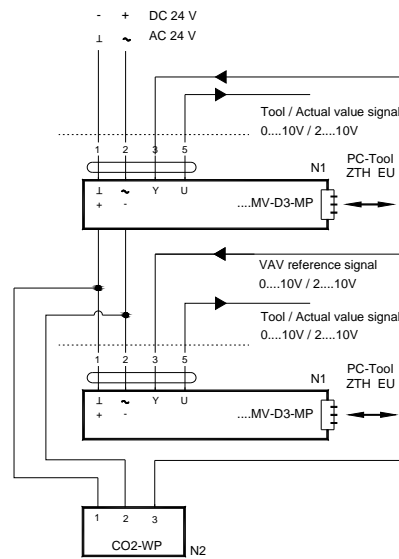 - + DC 24 V
⊥ ~ AC 24 V
Tool / Actual value signal
0....10V / 2....10V
1 2 3 5
N1
PC-Tool
ZTH EU
⊥ ~ Y U
+ -
....MV-D3-MP
VAV reference signal
0....10V / 2....10V
Tool / Actual value signal
0....10V / 2....10V
1 2 3 5
N1
PC-Tool
ZTH EU
⊥ ~ Y U
+ -
....MV-D3-MP
1 2 3
CO2-WP
N2